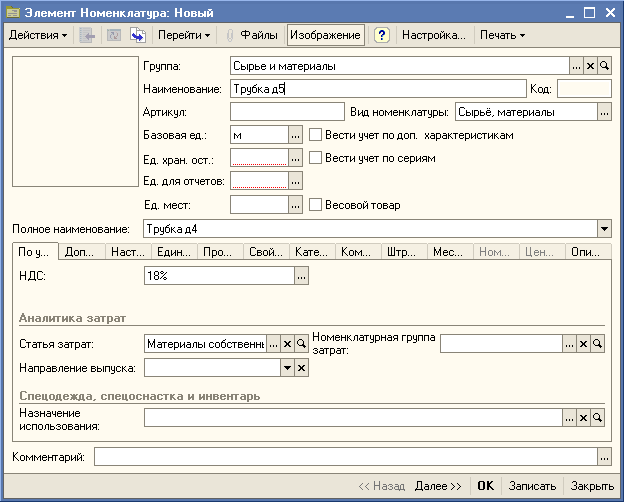 Элемент Номенклатура: Новый
Действия Перейти Файлы Изображение ? Настройка... Печать
Группа: Сырье и материалы ...
Наименование: Трубка д5 Код:
Артикул: Вид номенклатуры: Сырьё, материалы ...
Базовая ед.: м ... Вести учет по доп. характеристикам
Ед. хран. ост.: ... Вести учет по сериям
Ед. для отчетов: ...
Ед. мест: ... Весовой товар
Полное наименование: Трубка д4
По у... Доп... Наст... Един... Про... Свой... Кате... Ком... Штр... Мес... Ном... Цен... Опи...
НДС: 18% ...
Аналитика затрат
Статья затрат: Материалы собственнь ... Номенклатурная группа затрат: ...
Направление выпуска:
Спецодежда, спецоснастка и инвентарь
Назначение использования: ...
Комментарий: ...
<< Назад Далее >> OK Записать Закрыть